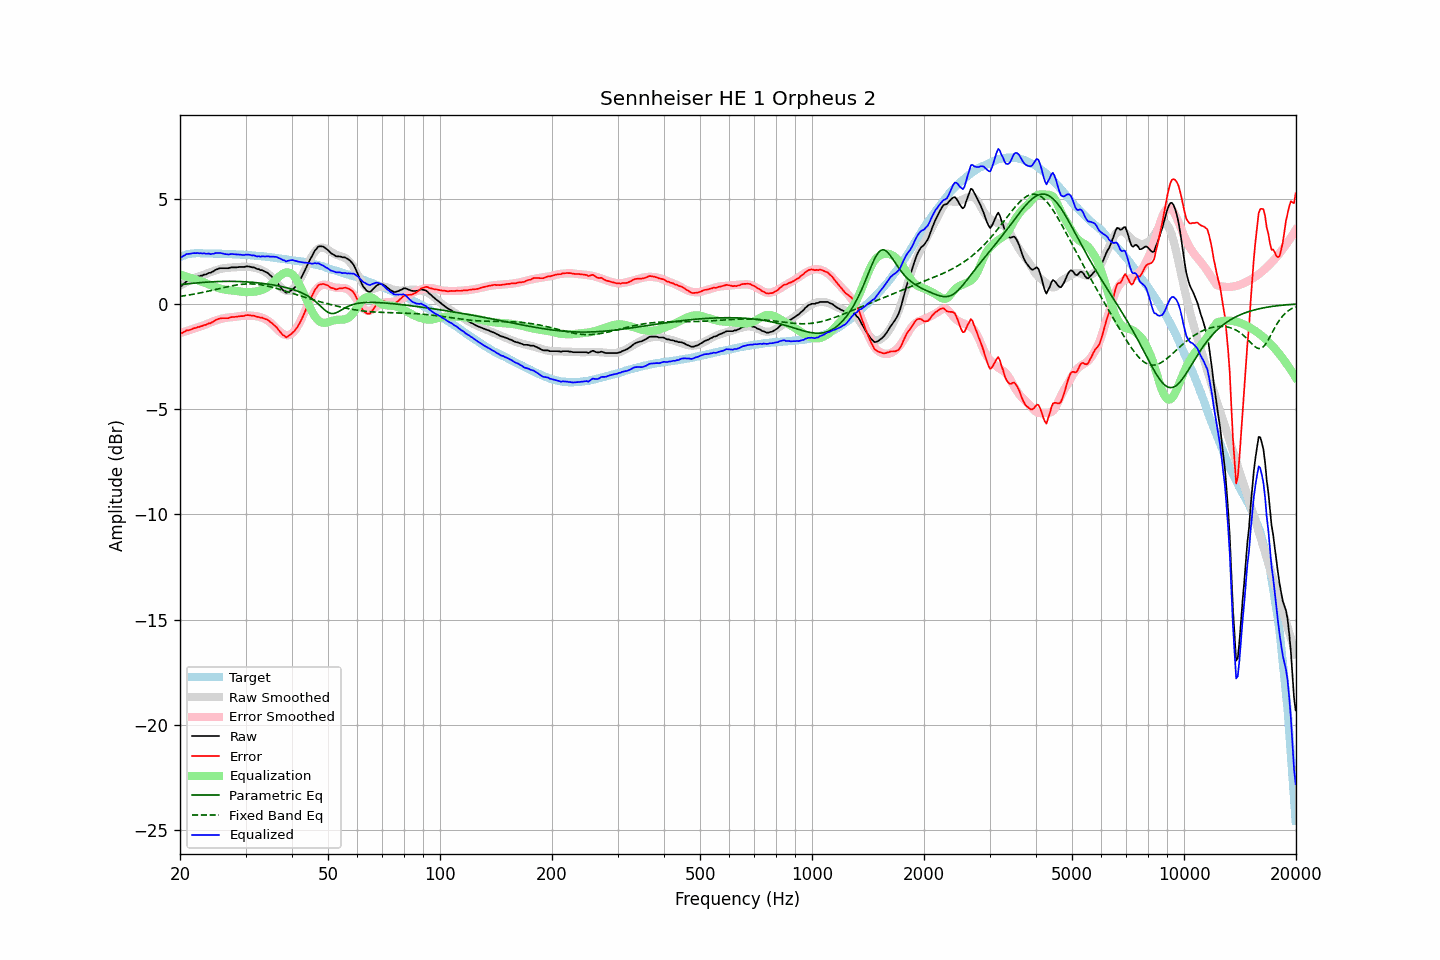 Sennheiser HE 1 Orpheus 2
5
0
−5
−10
−15
−20
−25
Amplitude (dBr)
Target
Raw Smoothed
Error Smoothed
Raw
Error
Equalization
Parametric Eq
Fixed Band Eq
Equalized
20 50 100 200 500 1000 2000 5000 10000 20000
Frequency (Hz)